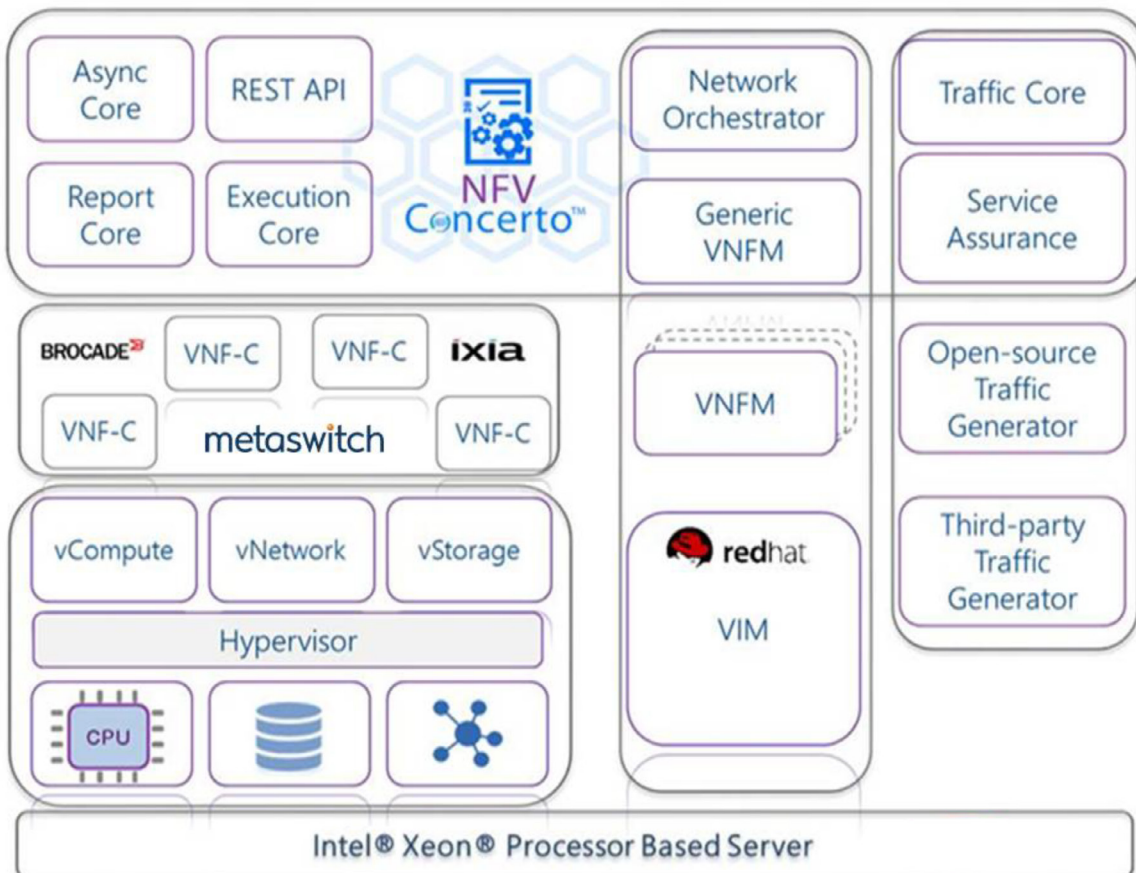 Async
Core
REST API
Report
Core
Execution
Core
NFV
Concerto™
Network
Orchestrator
Generic
VNFM
Traffic Core
Service
Assurance
BROCADE
VNF-C
VNF-C
ixia
VNF-C
metaswitch
VNF-C
VNFM
Open-source
Traffic
Generator
Third-party
Traffic
Generator
vCompute
vNetwork
vStorage
redhat.
VIM
Hypervisor
CPU
Intel® Xeon® Processor Based Server